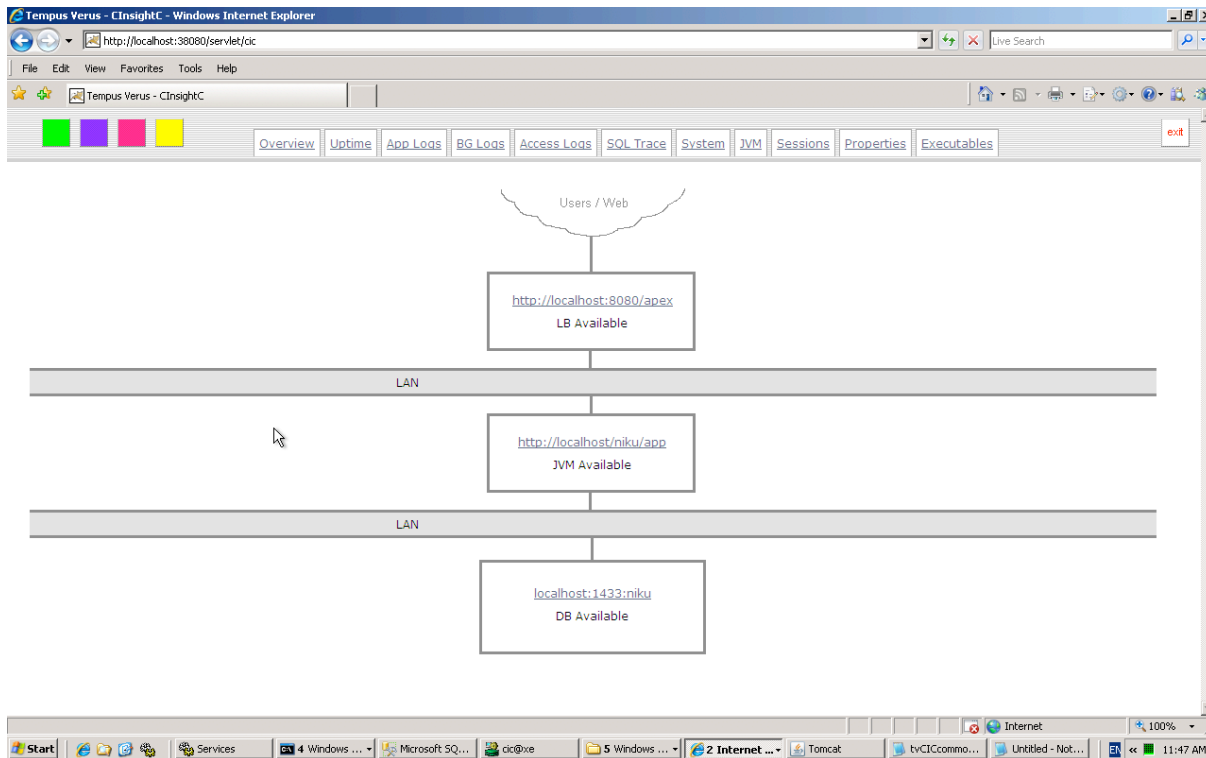 Tempus Verus - CInsightC - Windows Internet Explorer
http://localhost:38080/servlet/cic
Live Search
File Edit View Favorites Tools Help
Tempus Verus - CInsightC
Overview Uptime App Logs BG Logs Access Logs SQL Trace System JVM Sessions Properties Executables
exit
Users / Web
http://localhost:8080/apex
LB Available
LAN
http://localhost/niku/app
JVM Available
LAN
localhost:1433:niku
DB Available
Internet 100%
Start Services 4 Windows ... Microsoft SQ... cic@xe 5 Windows ... 2 Internet ... Tomcat tvCICcommo... Untitled - Not... EN « 11:47 AM